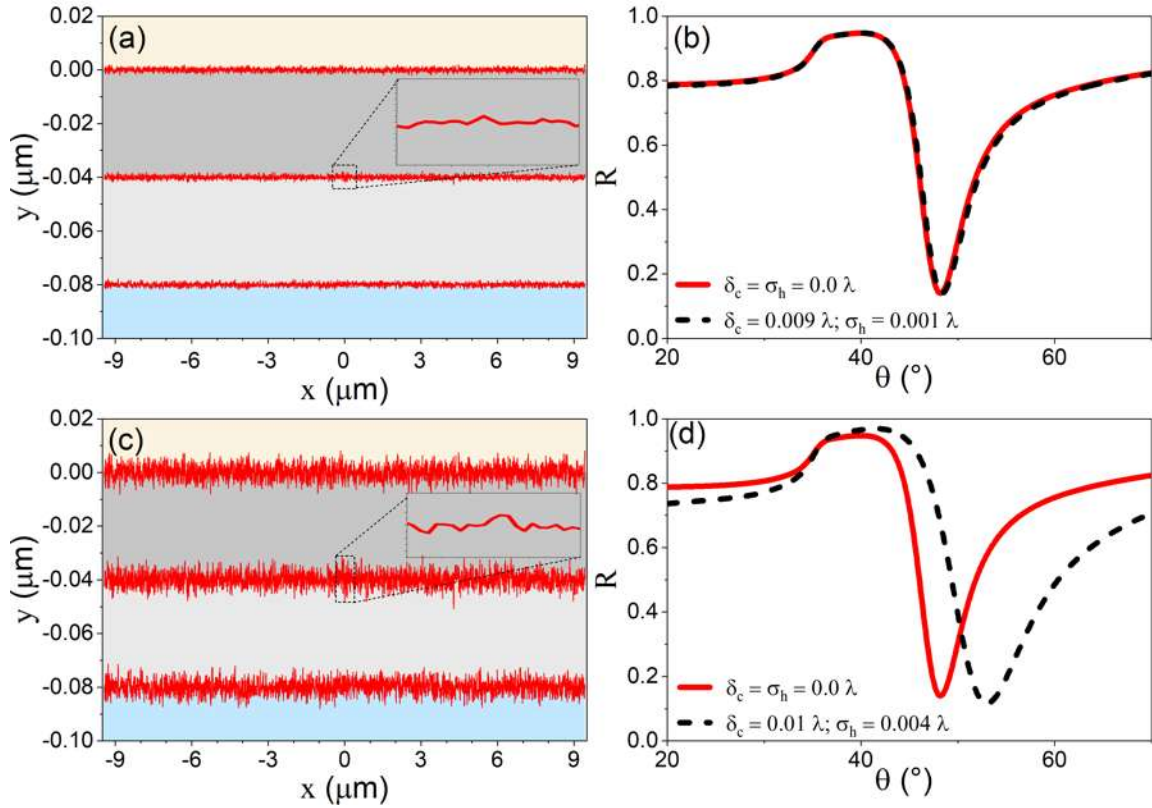 (a)
0.02
0.00
-0.02
-0.04
-0.06
-0.08
-0.10
y (μm)
-9 -6 -3 0 3 6 9
x (μm)
(b)
1.0
0.8
0.6
0.4
0.2
0.0
R
δc = σh = 0.0 λ
δc = 0.009 λ; σh = 0.001 λ
20 40 60
θ (°)
(c)
0.02
0.00
-0.02
-0.04
-0.06
-0.08
-0.10
y (μm)
-9 -6 -3 0 3 6 9
x (μm)
(d)
1.0
0.8
0.6
0.4
0.2
0.0
R
δc = σh = 0.0 λ
δc = 0.01 λ; σh = 0.004 λ
20 40 60
θ (°)